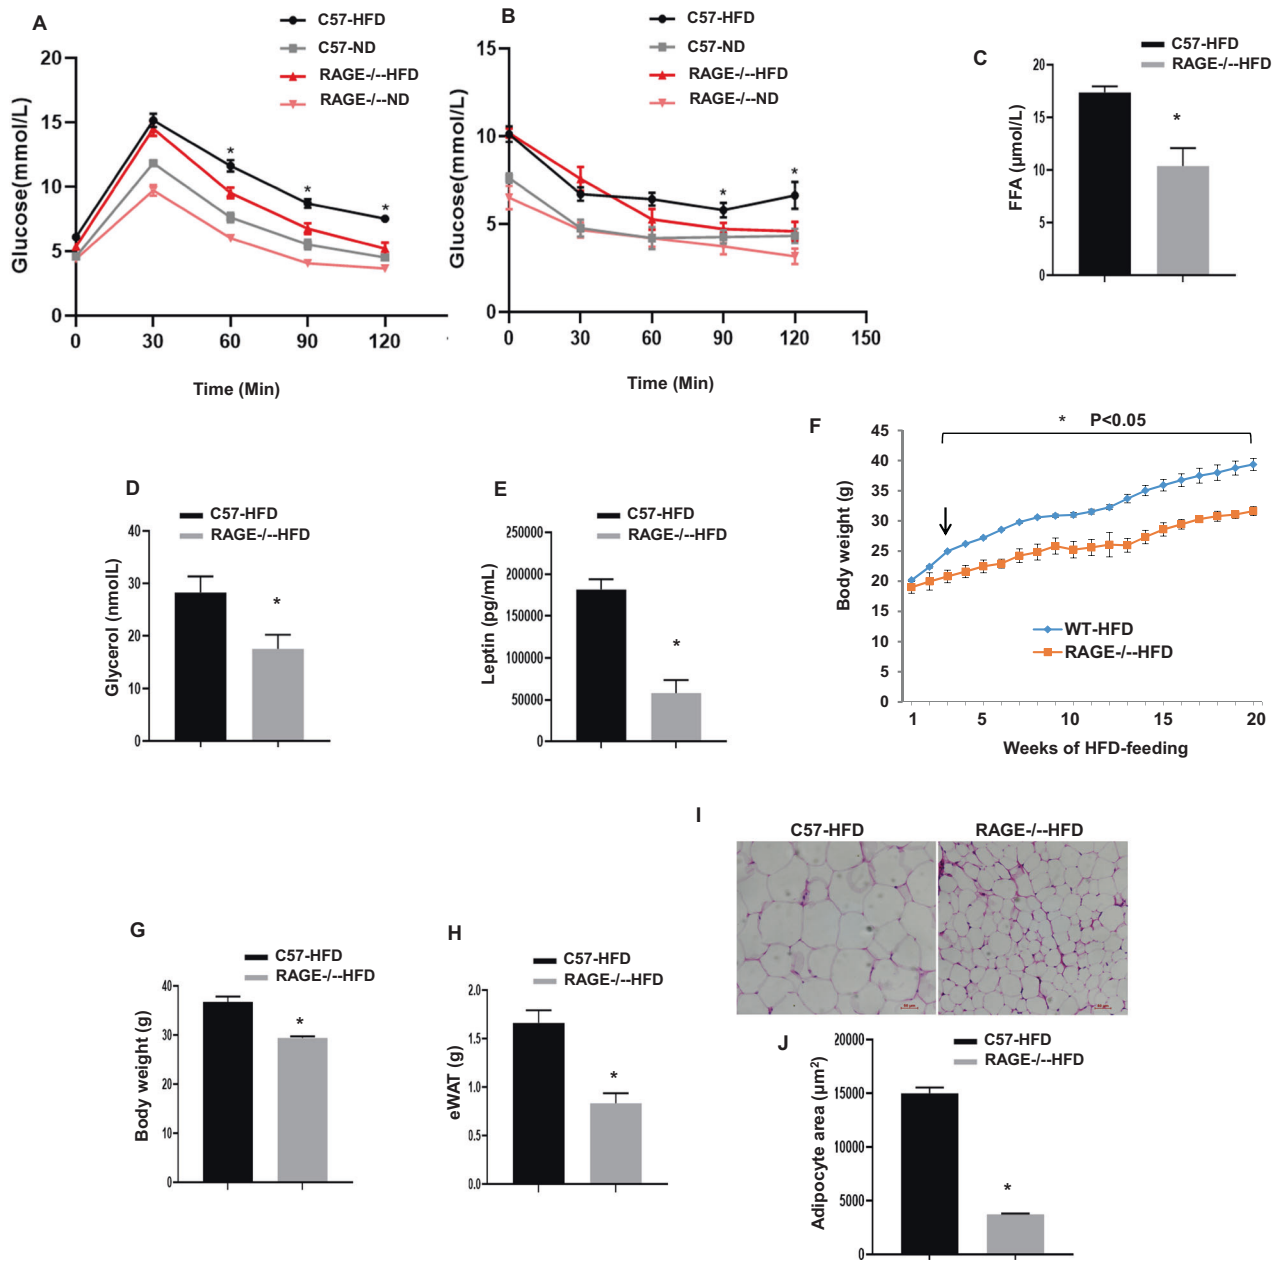 A
C57-HFD
C57-ND
RAGE-/--HFD
RAGE-/--ND
20
15
10
5
0
Glucose(mmol/L)
0 30 60 90 120
Time (Min)
* * *
B
C57-HFD
C57-ND
RAGE-/--HFD
RAGE-/--ND
15
10
5
0
Glucose(mmol/L)
0 30 60 90 120 150
Time (Min)
* *
C
C57-HFD
RAGE-/--HFD
20
15
10
5
0
FFA (μmol/L)
*
D
C57-HFD
RAGE-/--HFD
40
30
20
10
0
Glycerol (nmolL)
*
E
C57-HFD
RAGE-/--HFD
250000
200000
150000
100000
50000
0
Leptin (pg/mL)
*
F
* P<0.05
45
40
35
30
25
20
15
10
5
0
Body weight (g)
WT-HFD
RAGE-/--HFD
1 5 10 15 20
Weeks of HFD-feeding
G
C57-HFD
RAGE-/--HFD
40
30
20
10
0
Body weight (g)
*
H
C57-HFD
RAGE-/--HFD
2.0
1.5
1.0
0.5
0.0
eWAT (g)
*
I
C57-HFD RAGE-/--HFD
J
C57-HFD
RAGE-/--HFD
20000
15000
10000
5000
0
Adipocyte area (μm²)
*